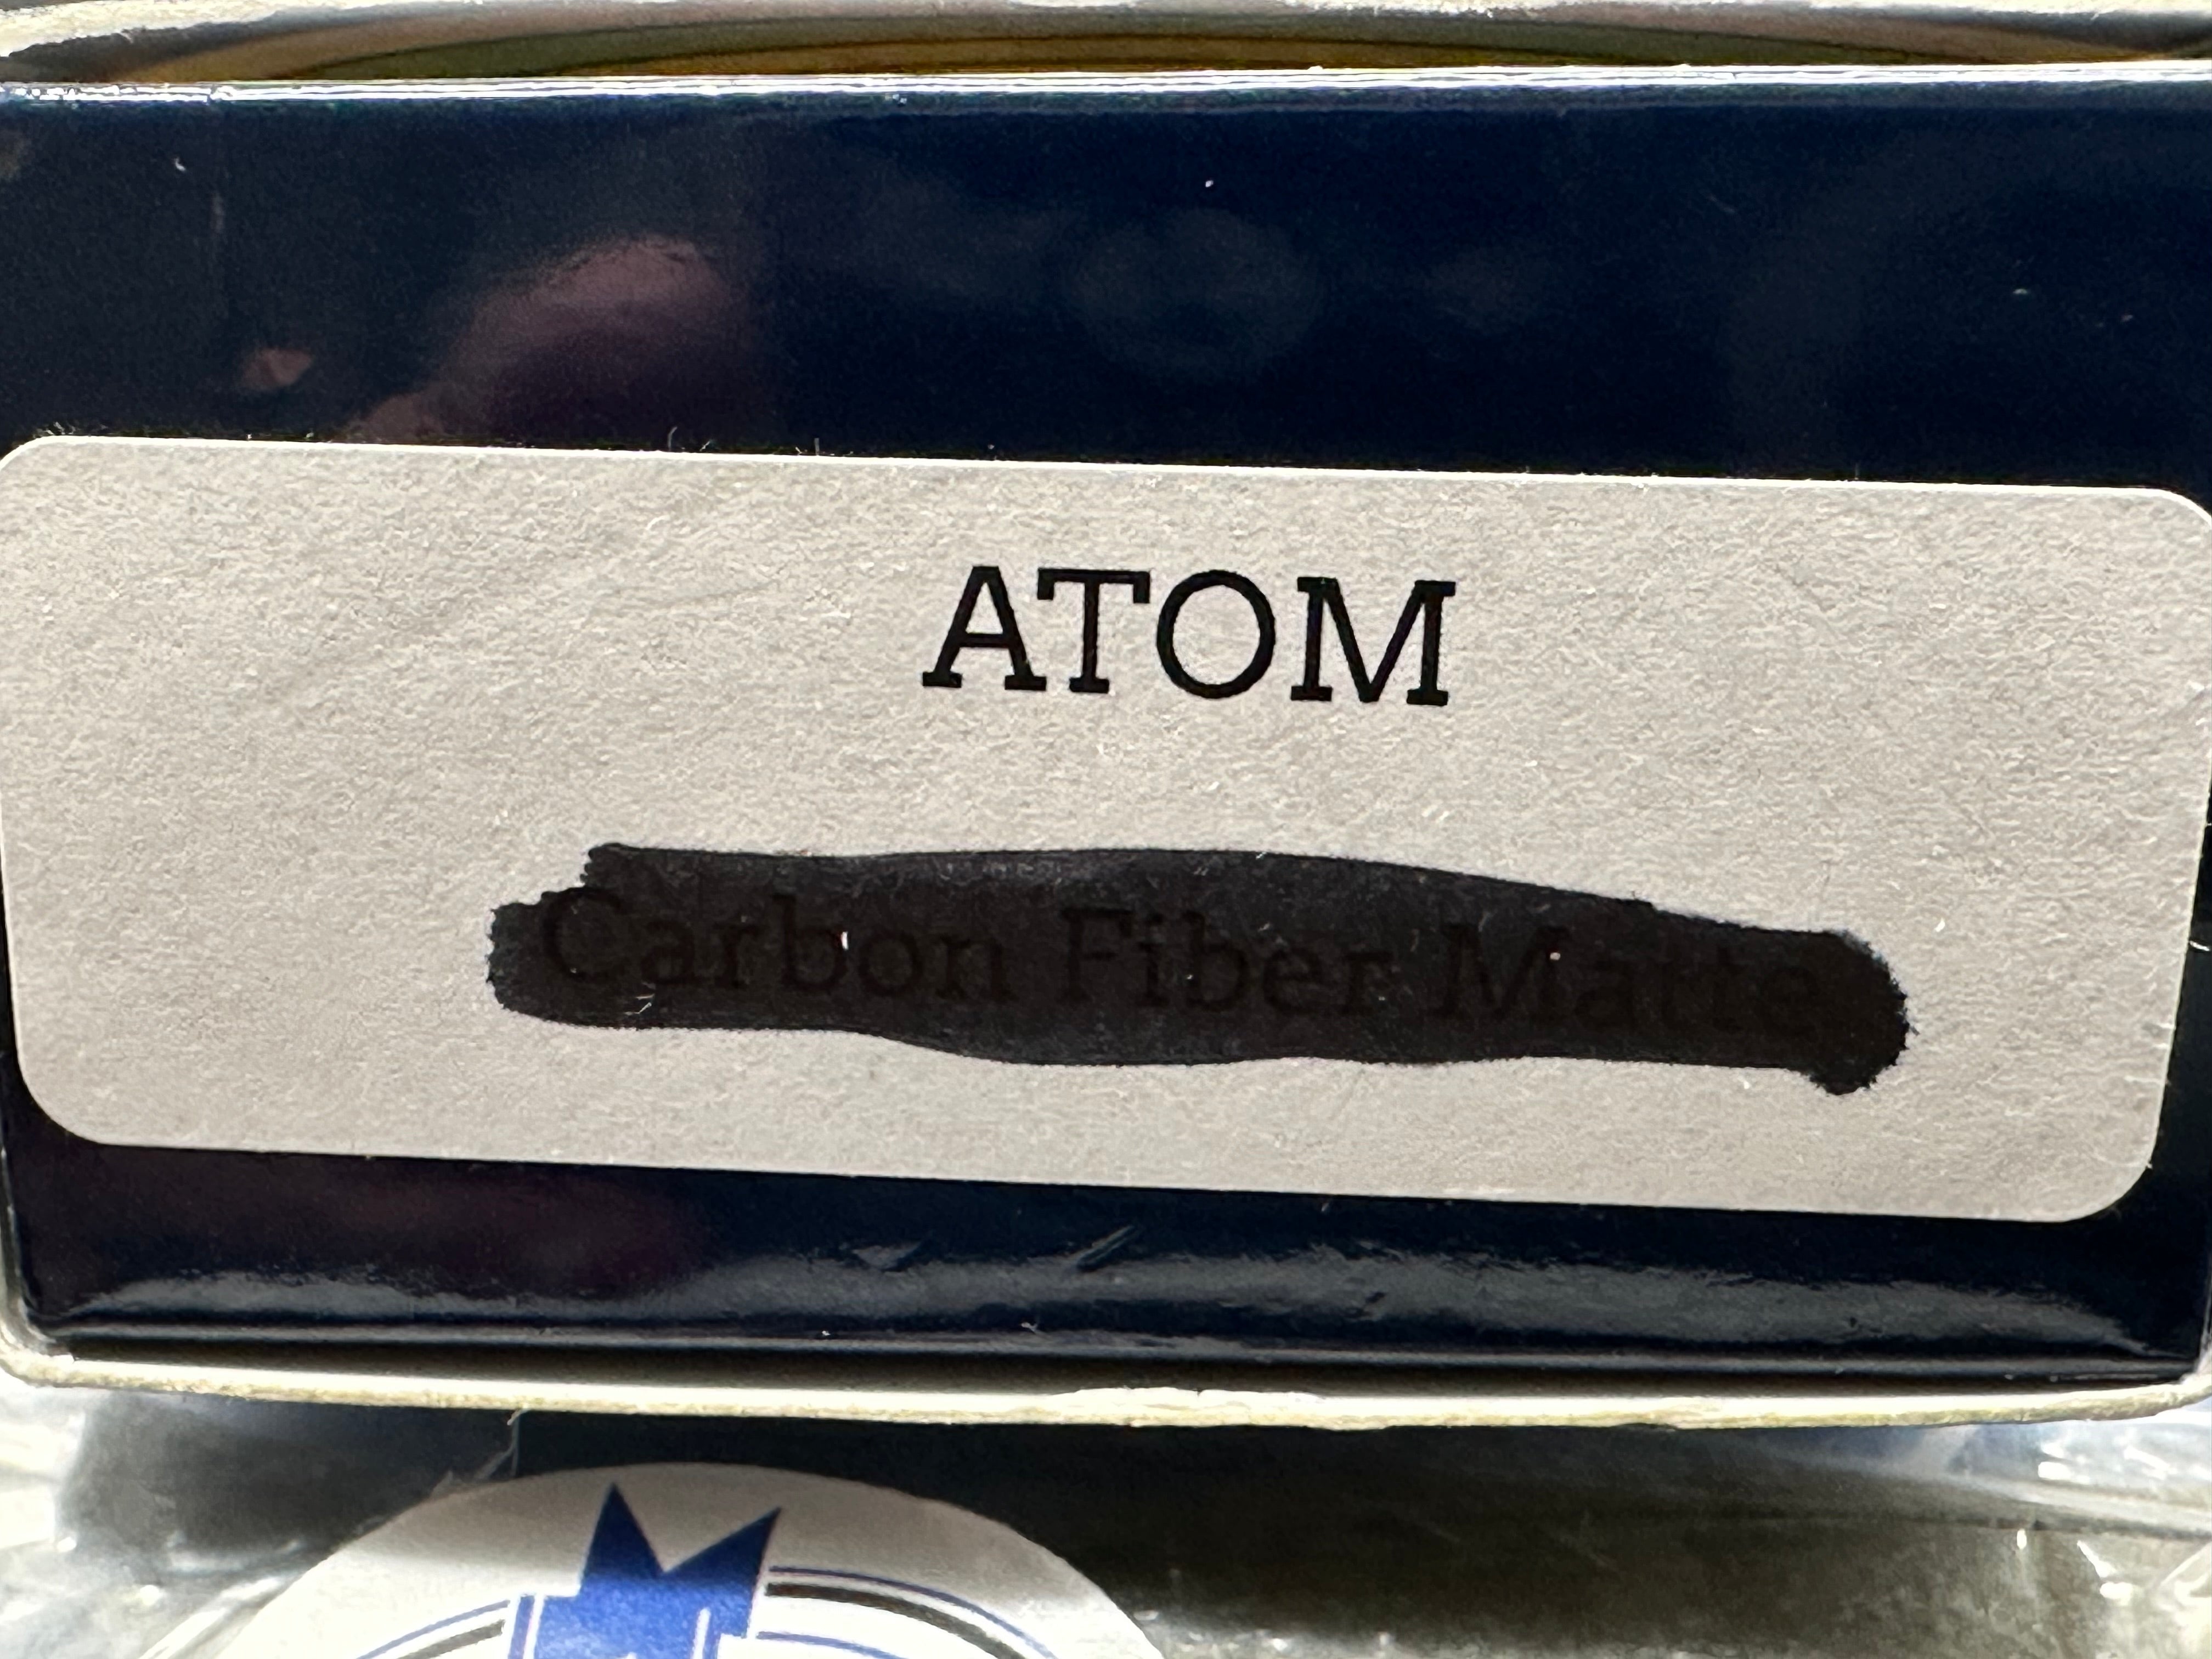 ATOM
Carbon Fiber Matte